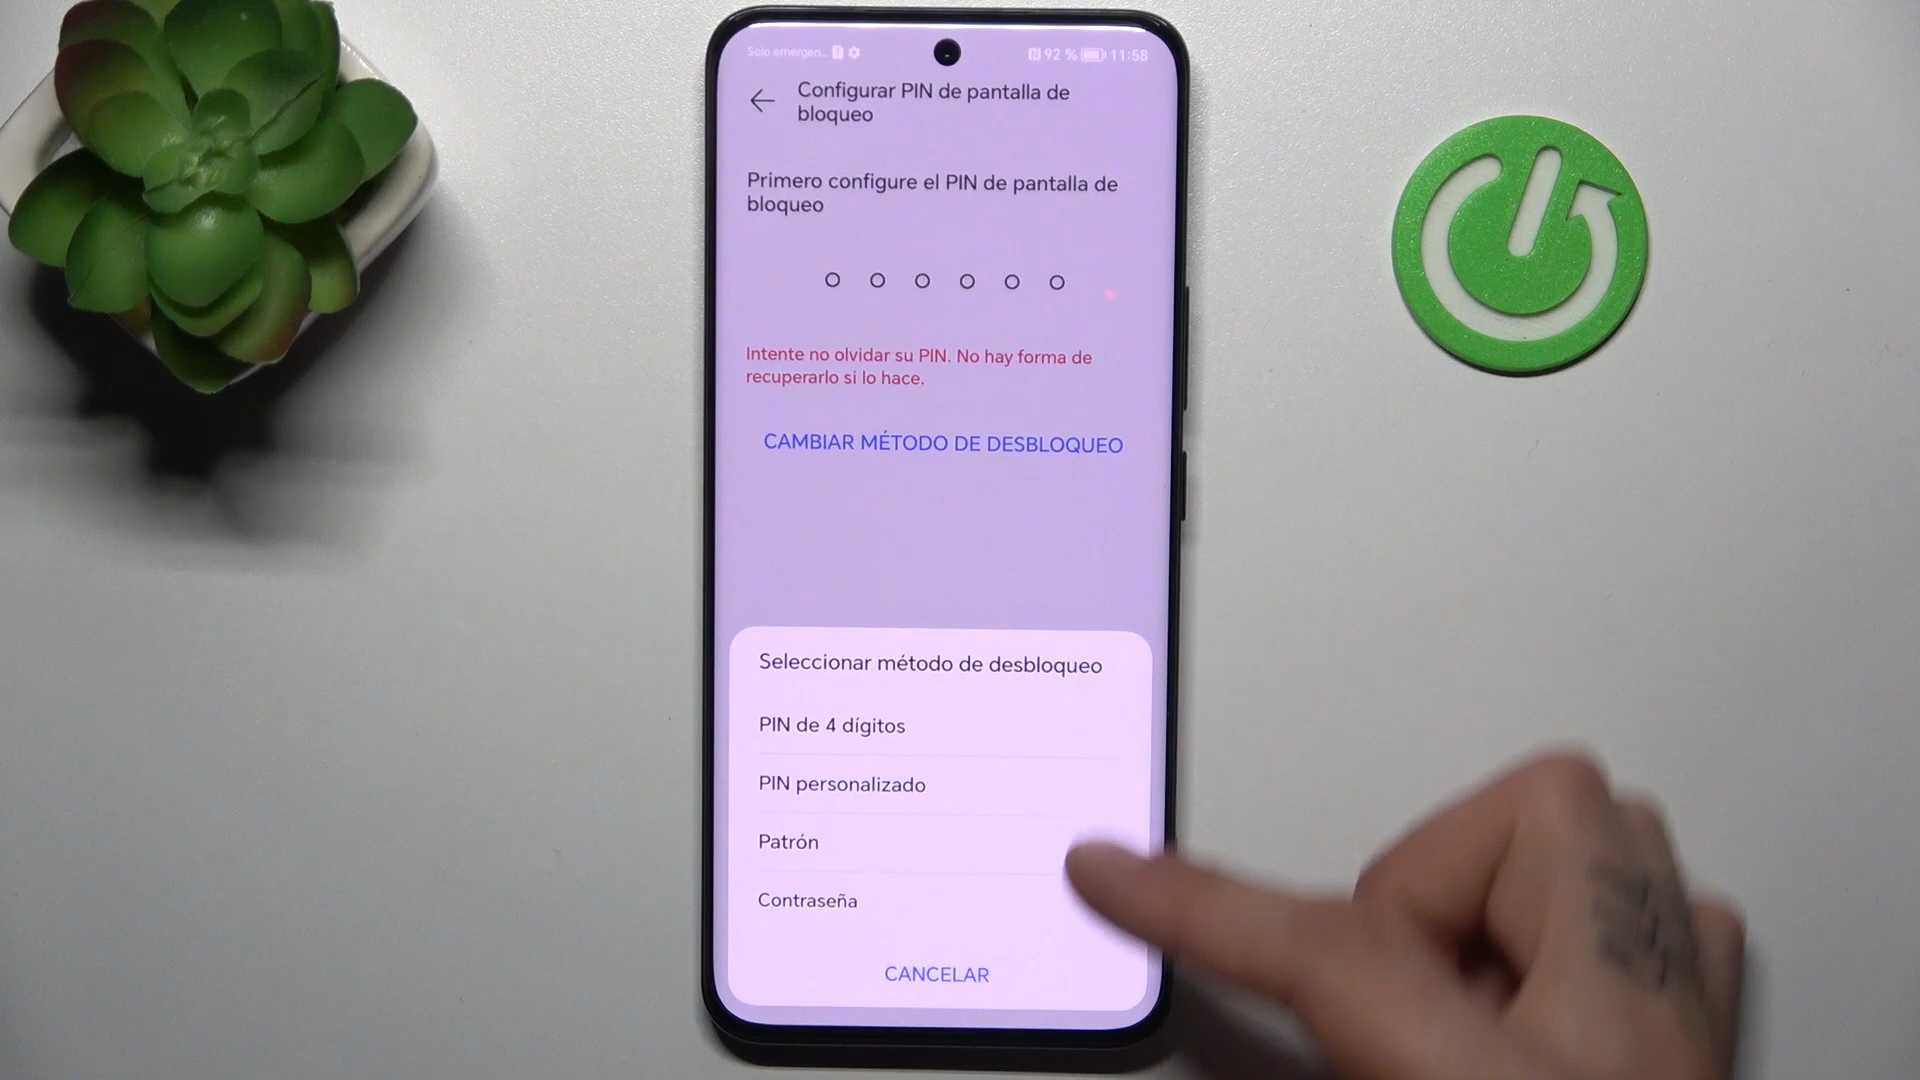 Solo emergen... 92 % 11:58
Configurar PIN de pantalla de
bloqueo
Primero configure el PIN de pantalla de
bloqueo
Intente no olvidar su PIN. No hay forma de
recuperarlo si lo hace.
CAMBIAR MÉTODO DE DESBLOQUEO
Seleccionar método de desbloqueo
PIN de 4 dígitos
PIN personalizado
Patrón
Contraseña
CANCELAR